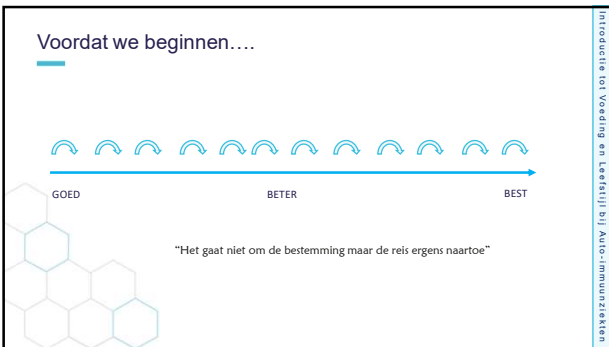 Voordat we beginnen….
GOED BETER BEST
“Het gaat niet om de bestemming maar de reis ergens naartoe”
Introductie tot Voeding en Leefstijl bij Auto-immuunziekten